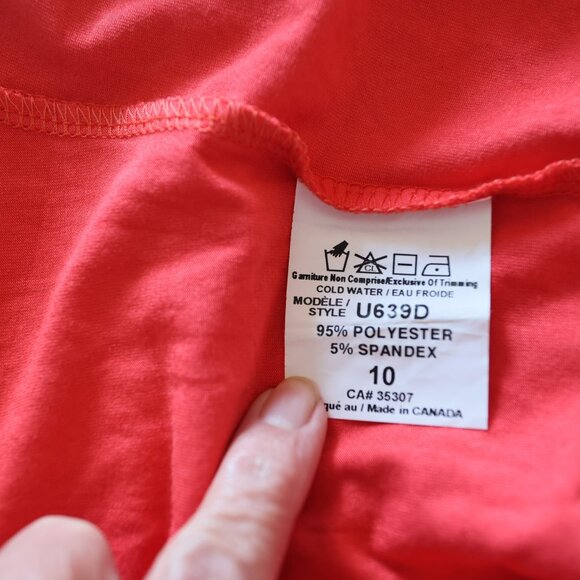 CL
Garniture Non Comprise/Exclusive Of Trimming
COLD WATER / EAU FROIDE
MODÈLE /
STYLE U639D
95% POLYESTER
5% SPANDEX
10
CA# 35307
qué au / Made in CANADA